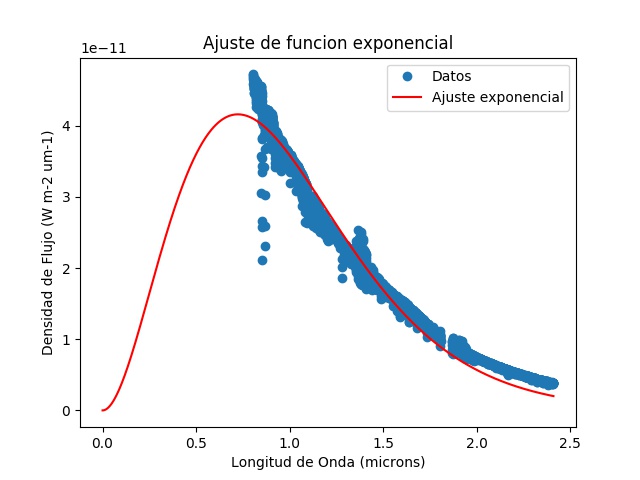 Ajuste de funcion exponencial
1e−11
Datos
Ajuste exponencial
4
3
2
1
0
Densidad de Flujo (W m-2 um-1)
0.0 0.5 1.0 1.5 2.0 2.5
Longitud de Onda (microns)